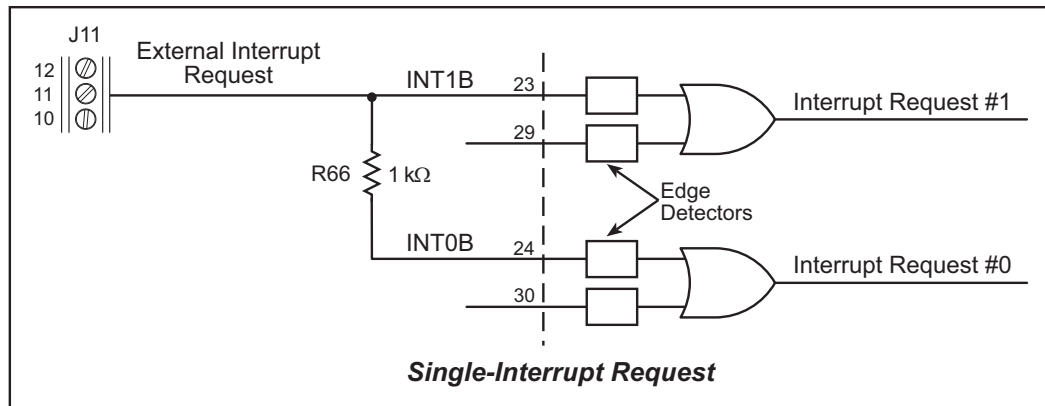 J11
12
11
10
External Interrupt
Request
INT1B
23
29
Interrupt Request #1
R66
1 kΩ
Edge
Detectors
INT0B
24
30
Interrupt Request #0
Single-Interrupt Request